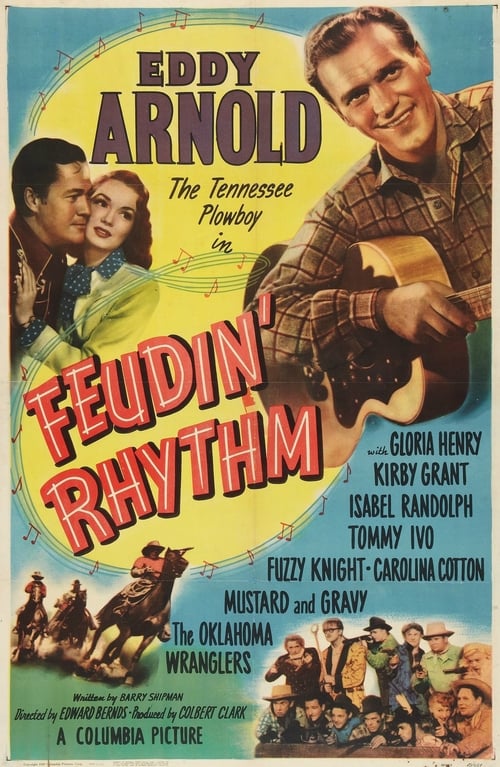 EDDY
ARNOLD
The Tennessee
Plowboy
in
FEUDIN'
RHYTHM
with GLORIA HENRY
KIRBY GRANT
ISABEL RANDOLPH
TOMMY IVO
FUZZY KNIGHT - CAROLINA COTTON
MUSTARD and GRAVY
The OKLAHOMA
WRANGLERS
Written by BARRY SHIPMAN
Directed by EDWARD BERNDS - Produced by COLBERT CLARK
A COLUMBIA PICTURE